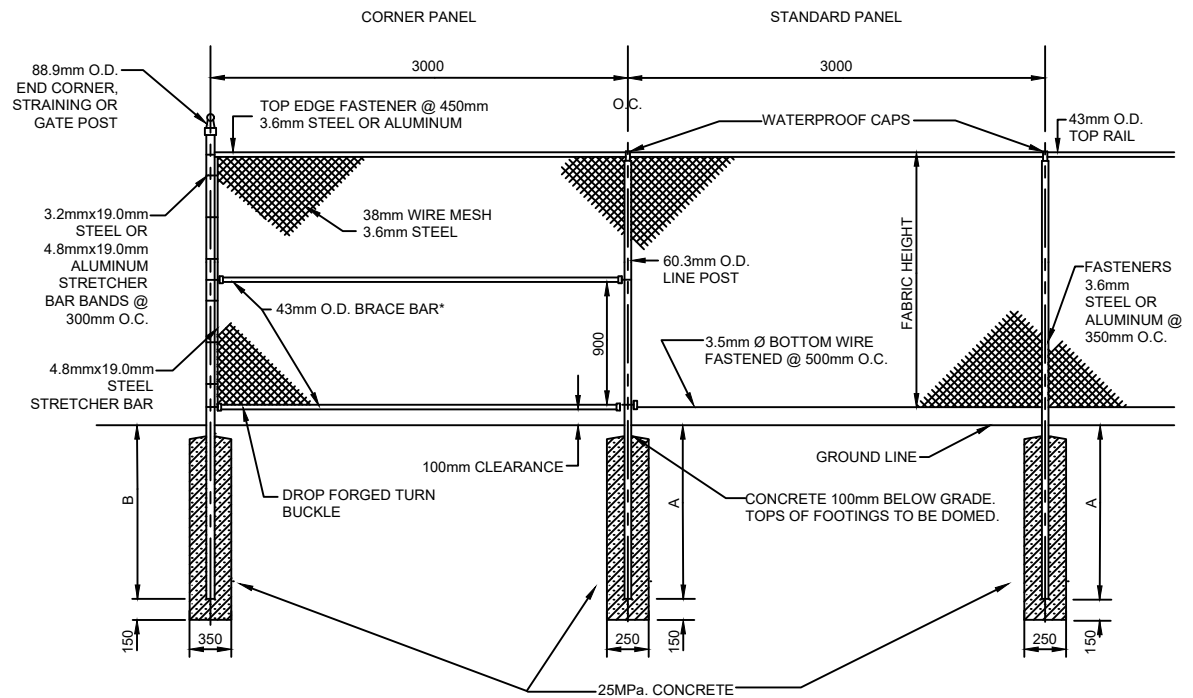 CORNER PANEL
STANDARD PANEL
3000
3000
88.9mm O.D.
END CORNER,
STRAINING OR
GATE POST
TOP EDGE FASTENER @ 450mm
3.6mm STEEL OR ALUMINUM
O.C.
WATERPROOF CAPS
43mm O.D.
TOP RAIL
3.2mmx19.0mm
STEEL OR
4.8mmx19.0mm
ALUMINUM
STRETCHER
BAR BANDS @
300mm O.C.
38mm WIRE MESH
3.6mm STEEL
60.3mm O.D.
LINE POST
FABRIC HEIGHT
FASTENERS
3.6mm
STEEL OR
ALUMINUM @
350mm O.C.
43mm O.D. BRACE BAR*
900
3.5mm Ø BOTTOM WIRE
FASTENED @ 500mm O.C.
4.8mmx19.0mm
STEEL
STRETCHER BAR
100mm CLEARANCE
GROUND LINE
B
DROP FORGED TURN
BUCKLE
A
CONCRETE 100mm BELOW GRADE.
TOPS OF FOOTINGS TO BE DOMED.
A
150
350
250
150
250
150
25MPa. CONCRETE